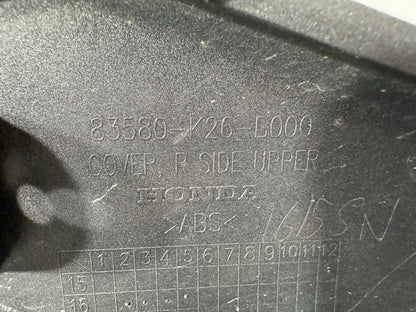 83580-K26-B000
COVER, R SIDE UPPER
HONDA
>ABS< 1615SN
1 2 3 4 5 6 7 8 9 10 11 12
15
16